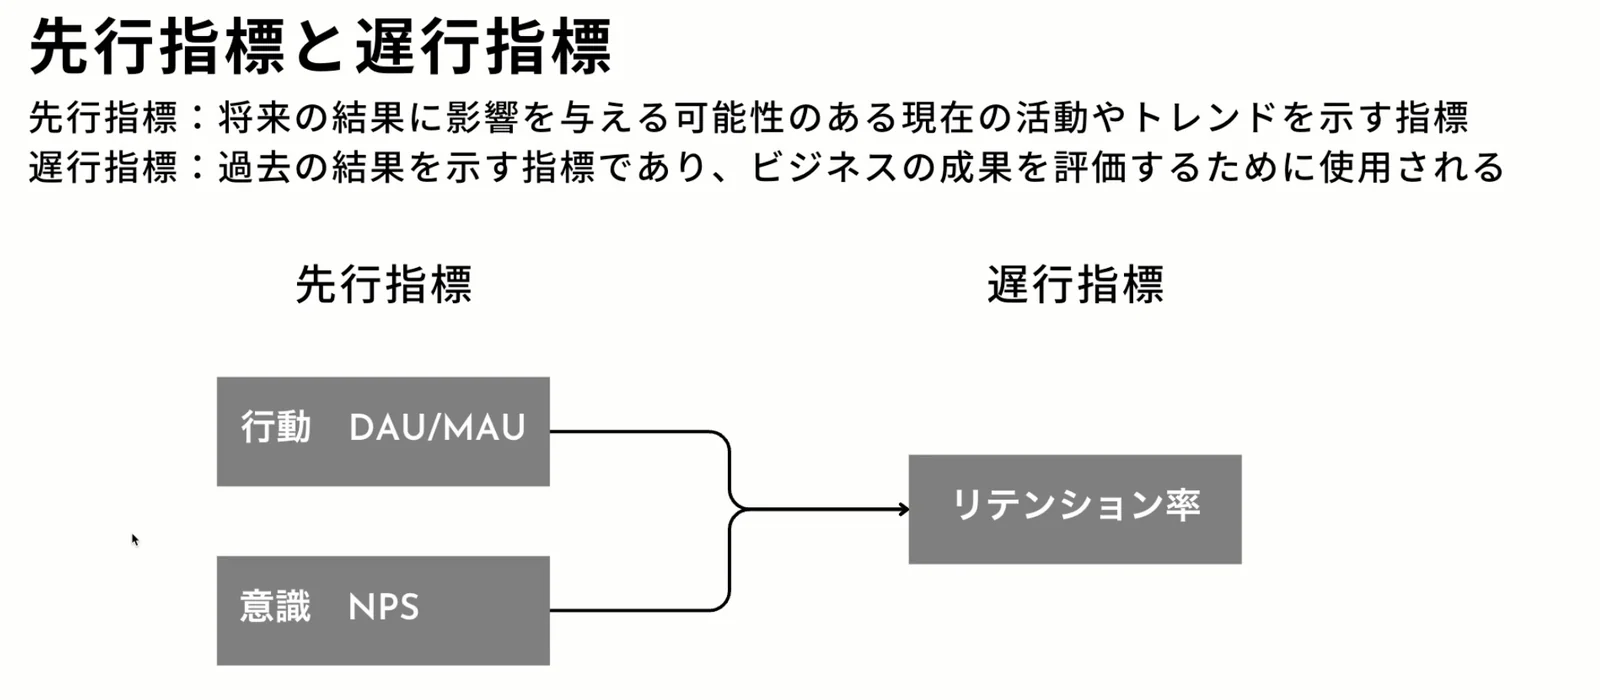 先行指標と遅行指標
先行指標：将来の結果に影響を与える可能性のある現在の活動やトレンドを示す指標
遅行指標：過去の結果を示す指標であり、ビジネスの成果を評価するために使用される
先行指標
遅行指標
行動　DAU/MAU
リテンション率
意識　NPS